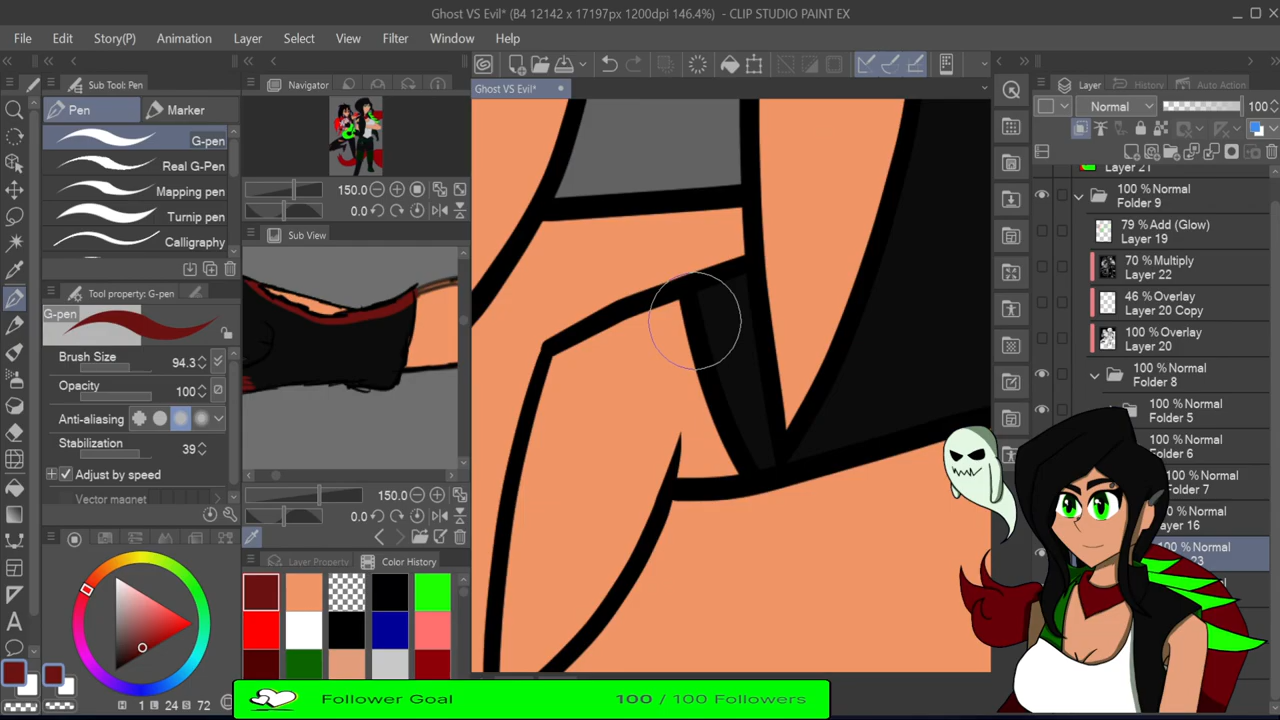 Ghost VS Evil* (B4 12142 x 17197px 1200dpi 146.4%) - CLIP STUDIO PAINT EX
File Edit Story(P) Animation Layer Select View Filter Window Help
Sub Tool: Pen
Navigator
Ghost VS Evil*
Layer
History
Auto Action
Pen
Marker
Normal
100
G-pen
Real G-Pen
Mapping pen
Turnip pen
Calligraphy
150.0
0.0
Sub View
Layer 21
100 % Normal
Folder 9
79 % Add (Glow)
Layer 19
70 % Multiply
Layer 22
46 % Overlay
Layer 20 Copy
100 % Overlay
Layer 20
100 % Normal
Folder 8
100 % Normal
Folder 5
100 % Normal
Folder 6
% Normal
Folder 7
% Normal
Layer 16
100 % Normal
23
Tool property: G-pen
G-pen
Brush Size 94.3
Opacity 100
Anti-aliasing
Stabilization 39
Adjust by speed
Vector magnet
150.0
0.0
Layer Property
Color History
H 1 L 24 S 72
Follower Goal 100 / 100 Followers